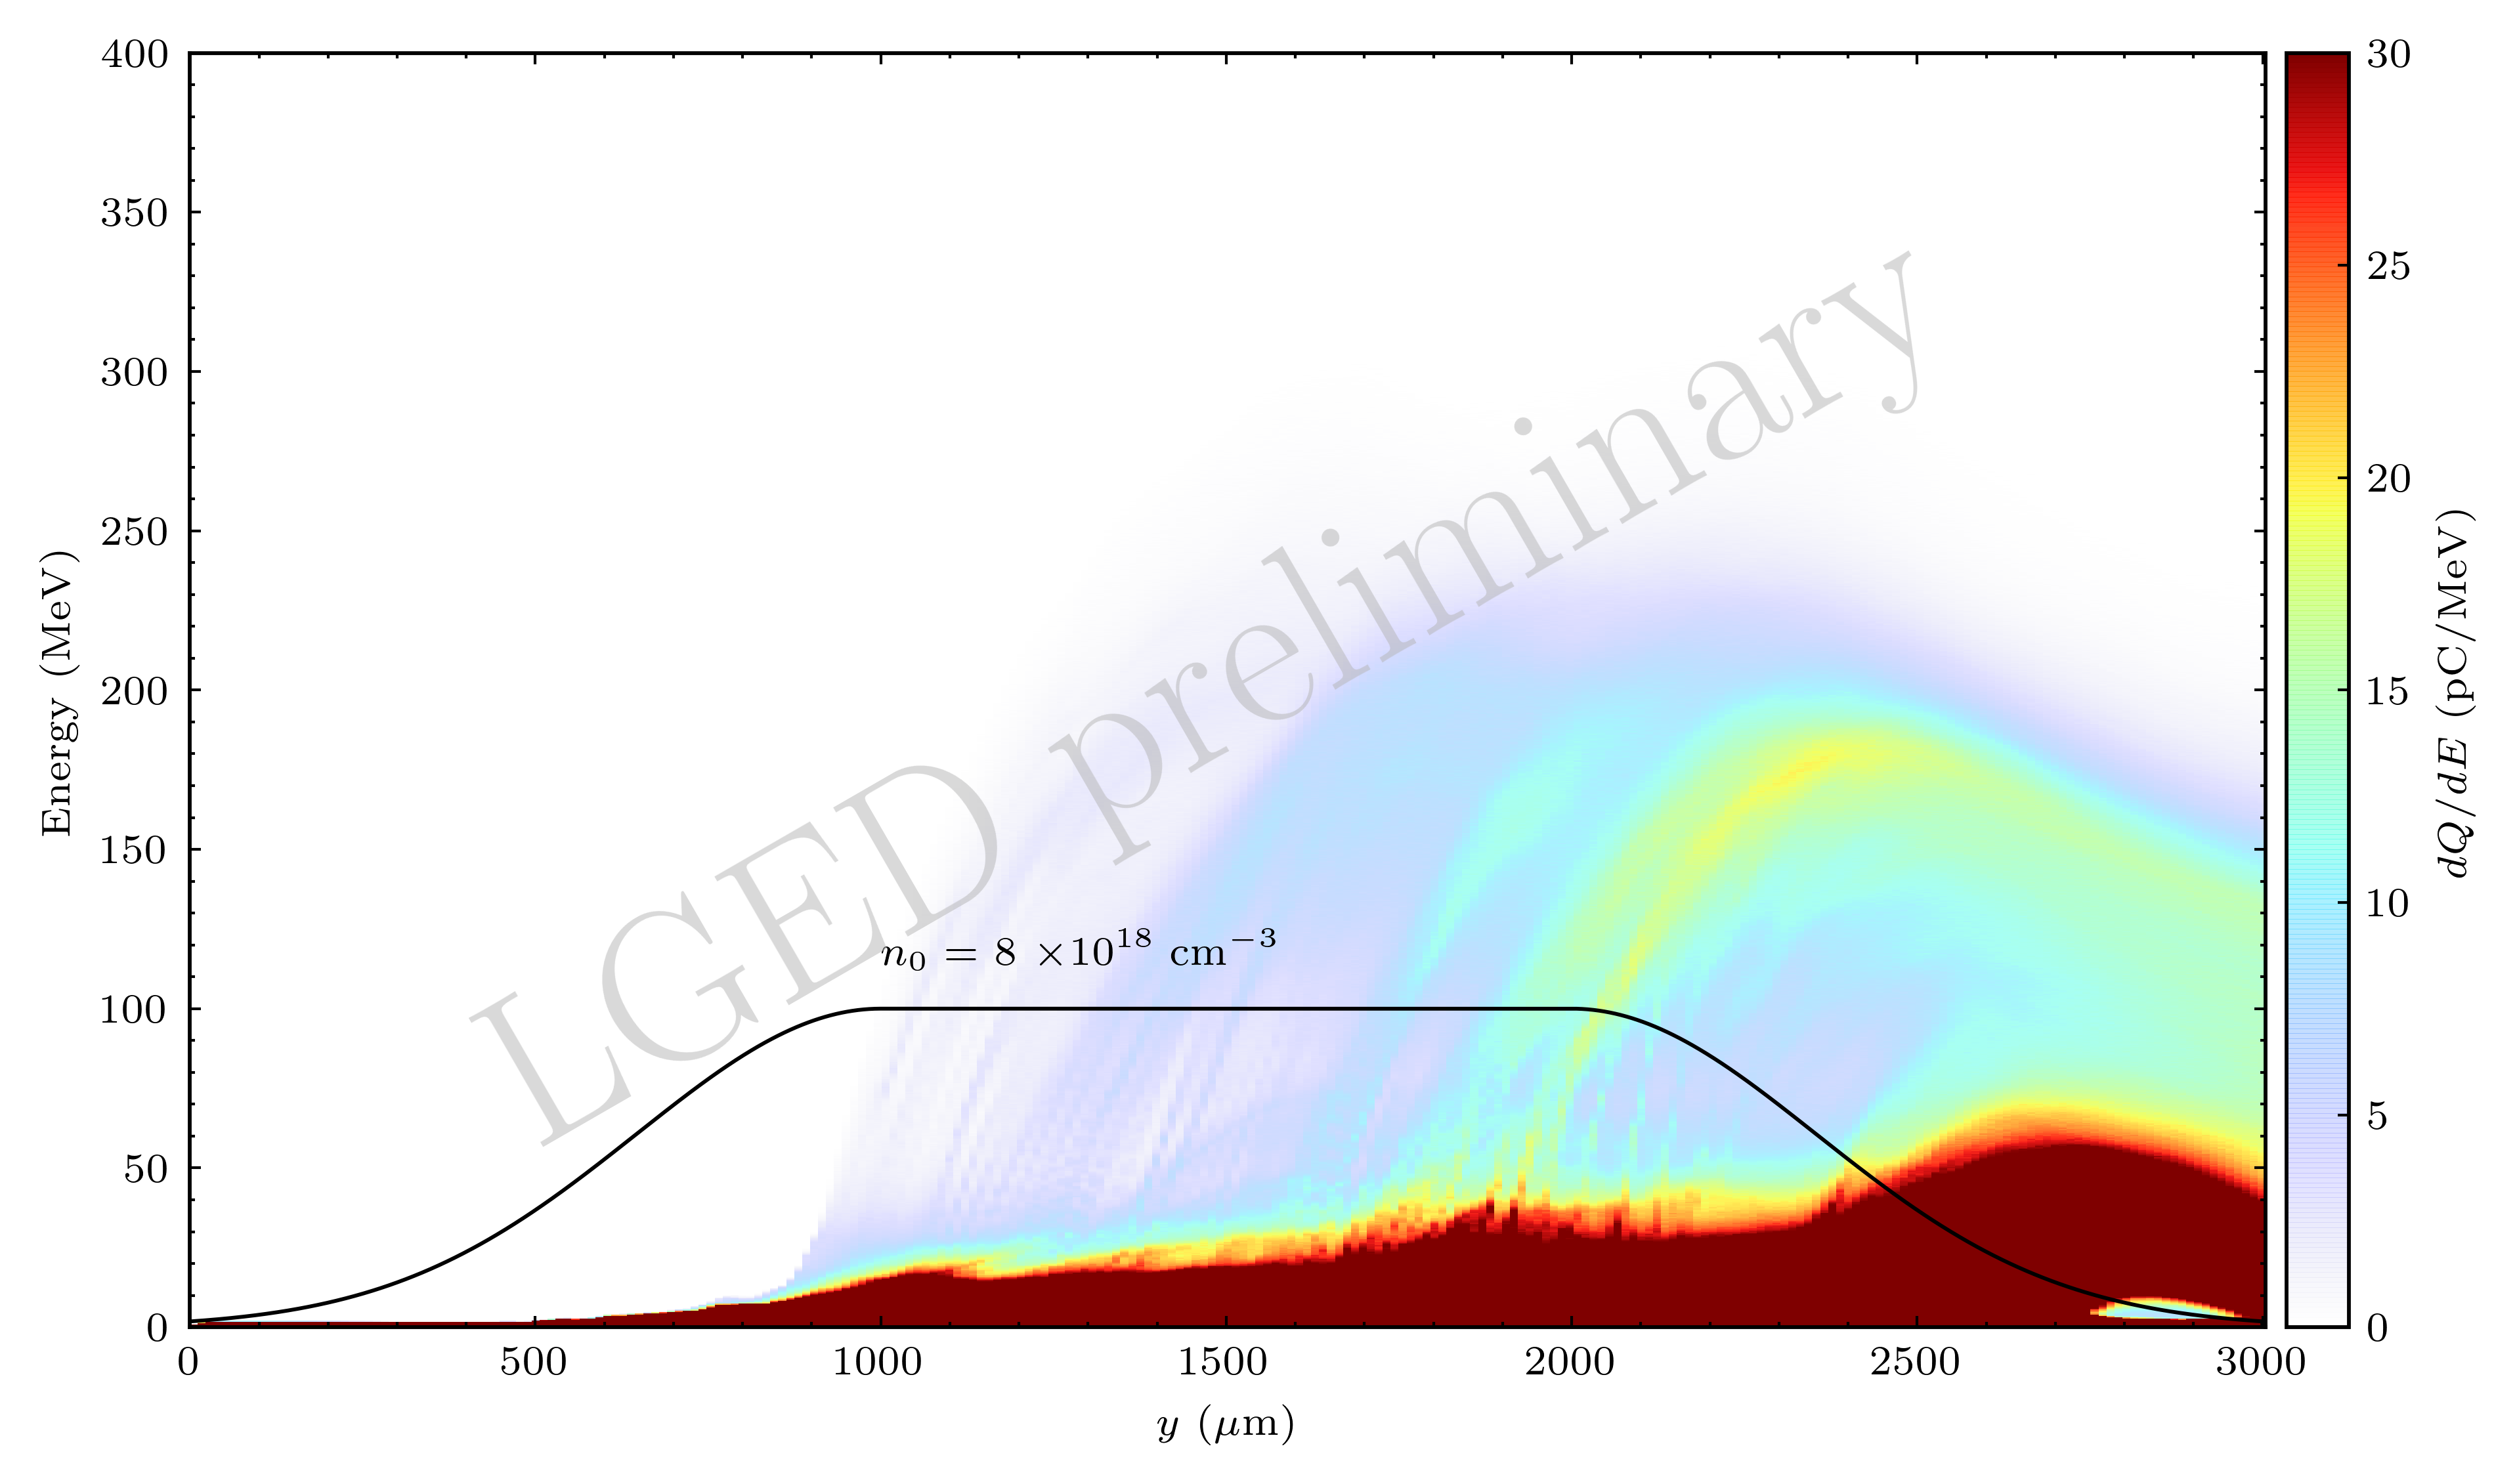 400
350
300
250
200
150
100
50
0
Energy (MeV)
LGED preliminary
n₀ = 8 ×10¹⁸ cm⁻³
0 500 1000 1500 2000 2500 3000
y (μm)
30
25
20
15
10
5
0
dQ/dE (pC/MeV)